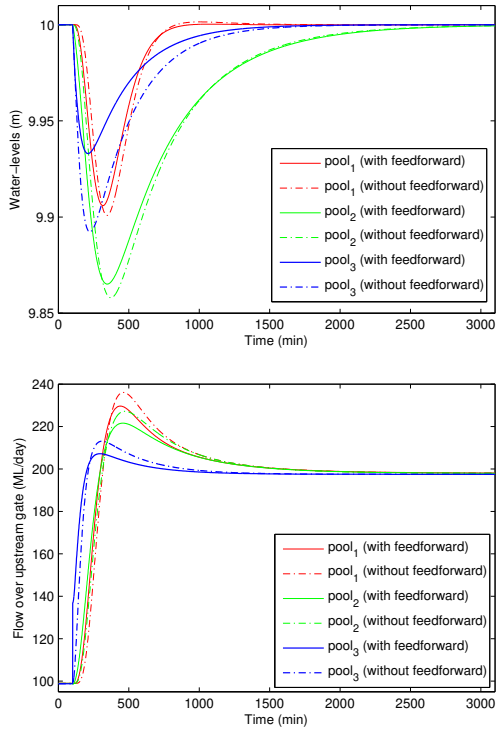 10
9.95
9.9
9.85
Water−levels (m)
pool1 (with feedforward)
pool1 (without feedforward)
pool2 (with feedforward)
pool2 (without feedforward)
pool3 (with feedforward)
pool3 (without feedforward)
0 500 1000 1500 2000 2500 3000
Time (min)
240
220
200
180
160
140
120
100
Flow over upstream gate (ML/day)
pool1 (with feedforward)
pool1 (without feedforward)
pool2 (with feedforward)
pool2 (without feedforward)
pool3 (with feedforward)
pool3 (without feedforward)
0 500 1000 1500 2000 2500 3000
Time (min)